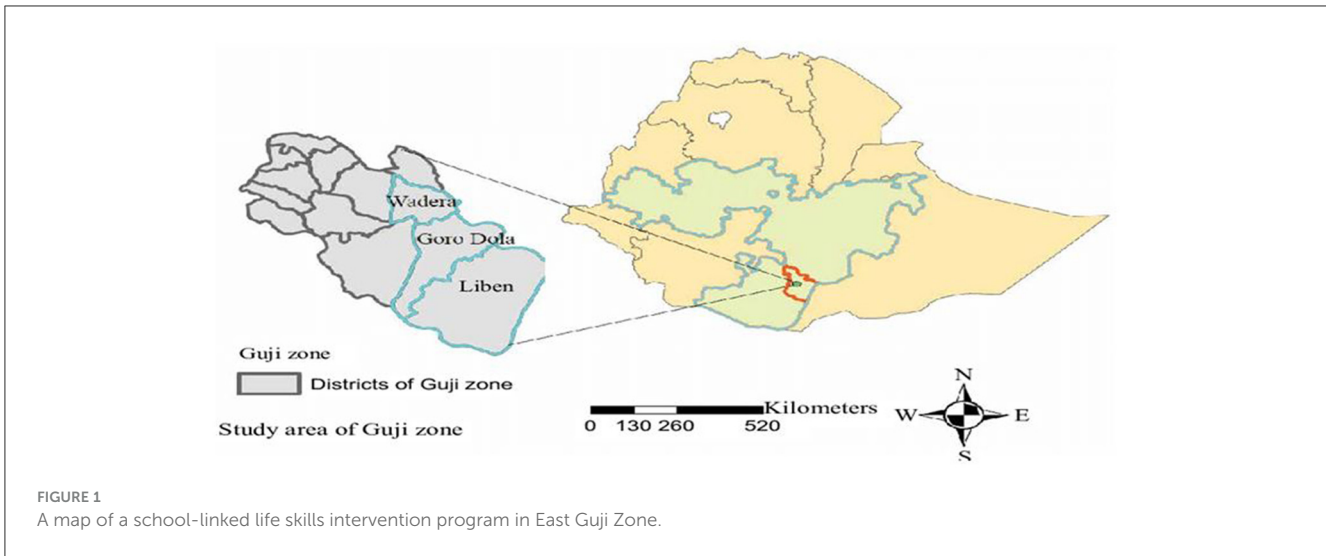 Wadera
Goro Dola
Liben
Guji zone
Districts of Guji zone
Study area of Guji zone
Kilometers
0 130 260 520
N
W E
S
FIGURE 1
A map of a school-linked life skills intervention program in East Guji Zone.